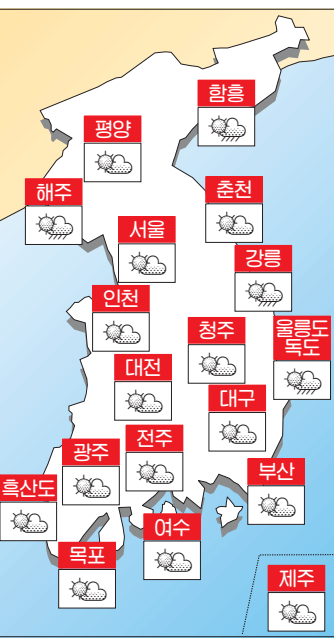 함흥
평양
해주
춘천
서울
강릉
인천
청주
울릉도
독도
대전
대구
전주
광주
부산
흑산도
여수
목포
제주